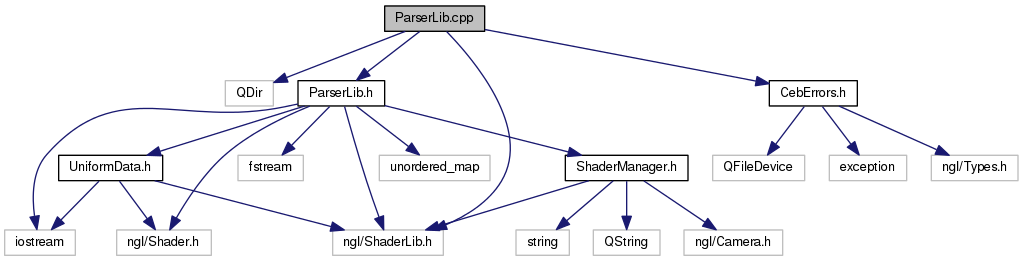 ParserLib.cpp
QDir
ParserLib.h
CebErrors.h
UniformData.h
fstream
unordered_map
ShaderManager.h
QFileDevice
exception
ngl/Types.h
iostream
ngl/Shader.h
ngl/ShaderLib.h
string
QString
ngl/Camera.h